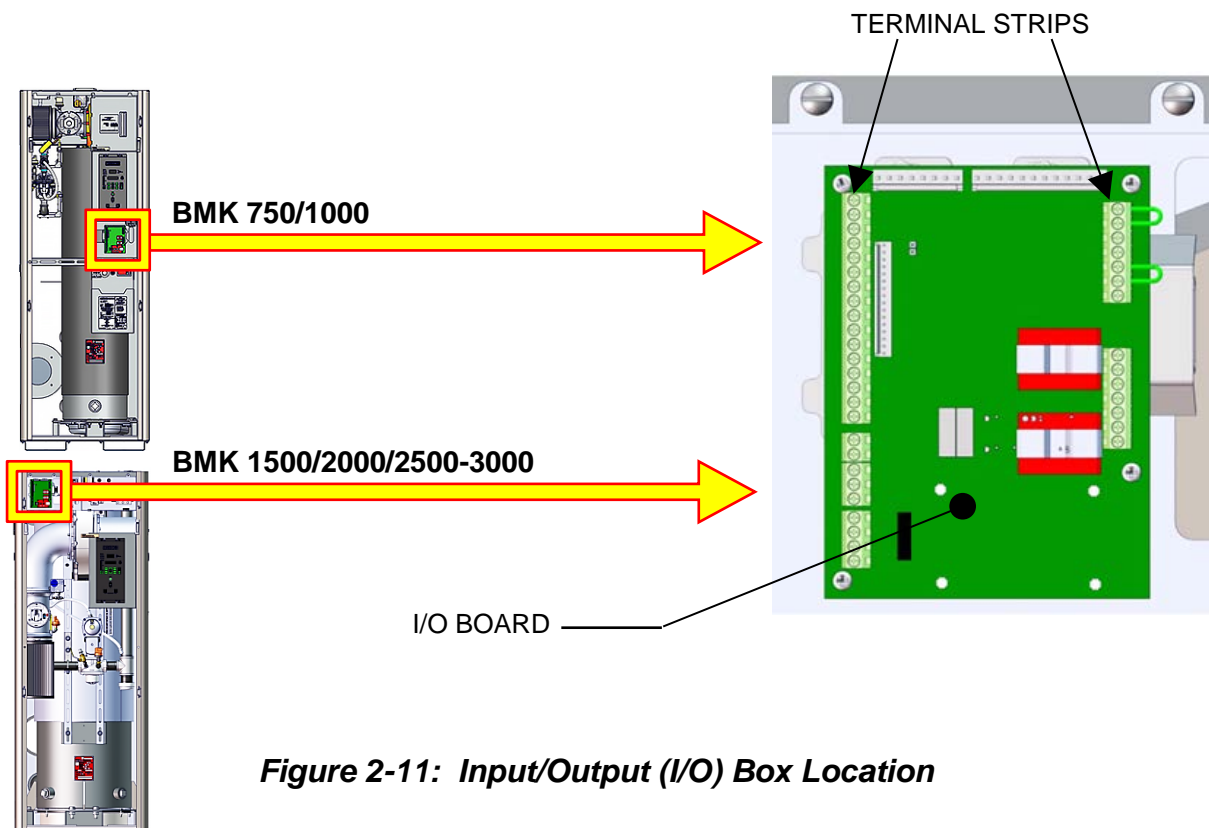 TERMINAL STRIPS
BMK 750/1000
BMK 1500/2000/2500-3000
I/O BOARD
Figure 2-11:  Input/Output (I/O) Box Location